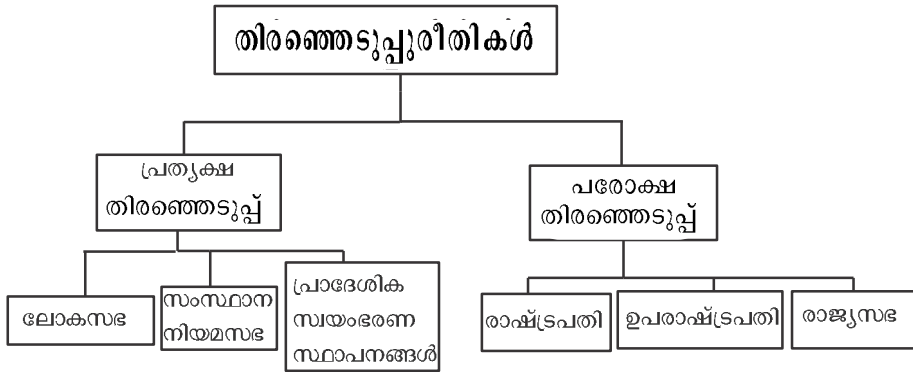 തിരഞ്ഞെടുപ്പുരീതികൾ
പ്രത്യക്ഷ
തിരഞ്ഞെടുപ്പ്
പരോക്ഷ
തിരഞ്ഞെടുപ്പ്
ലോകസഭ
സംസ്ഥാന
നിയമസഭ
പ്രാദേശിക
സ്വയംഭരണ
സ്ഥാപനങ്ങൾ
രാഷ്ട്രപതി
ഉപരാഷ്ട്രപതി
രാജ്യസഭ